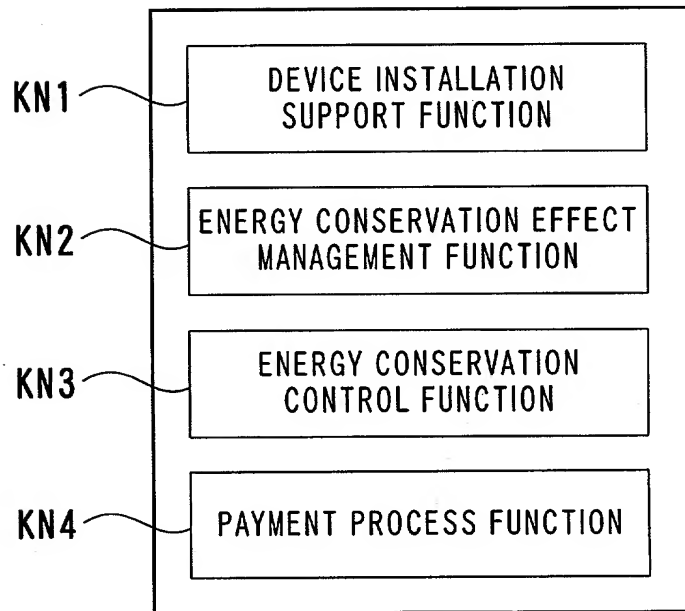 KN1
DEVICE INSTALLATION
SUPPORT FUNCTION
KN2
ENERGY CONSERVATION EFFECT
MANAGEMENT FUNCTION
KN3
ENERGY CONSERVATION
CONTROL FUNCTION
KN4
PAYMENT PROCESS FUNCTION